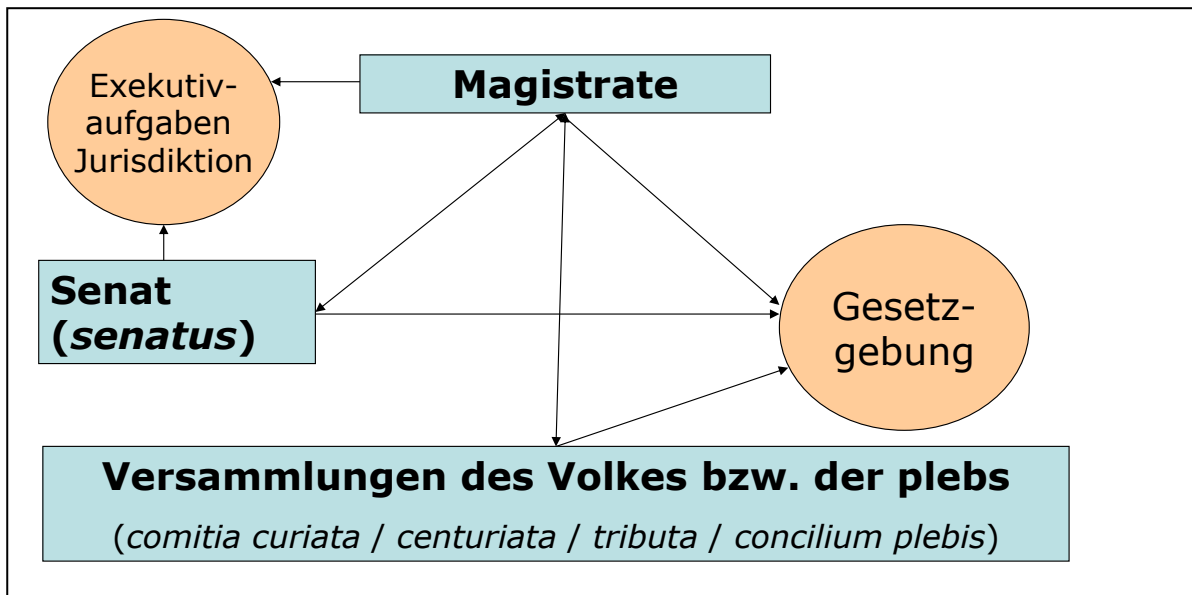 Magistrate
Exekutiv-
aufgaben
Jurisdiktion
Senat
(senatus)
Gesetz-
gebung
Versammlungen des Volkes bzw. der plebs
(comitia curiata / centuriata / tributa / concilium plebis)